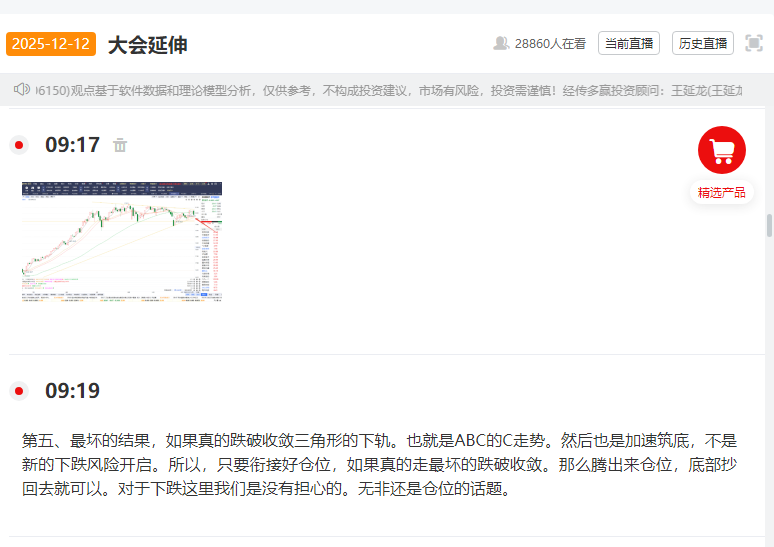 2025-12-12 大会延伸 28860人在看 当前直播 历史直播
6150)观点基于软件数据和理论模型分析，仅供参考，不构成投资建议，市场有风险，投资需谨慎！经传多赢投资顾问：王延龙(王延龙
09:17
精选产品
09:19
第五、最坏的结果，如果真的跌破收敛三角形的下轨。也就是ABC的C走势。然后也是加速筑底，不是
新的下跌风险开启。所以，只要衔接好仓位，如果真的走最坏的跌破收敛。那么腾出来仓位，底部抄
回去就可以。对于下跌这里我们是没有担心的。无非还是仓位的话题。